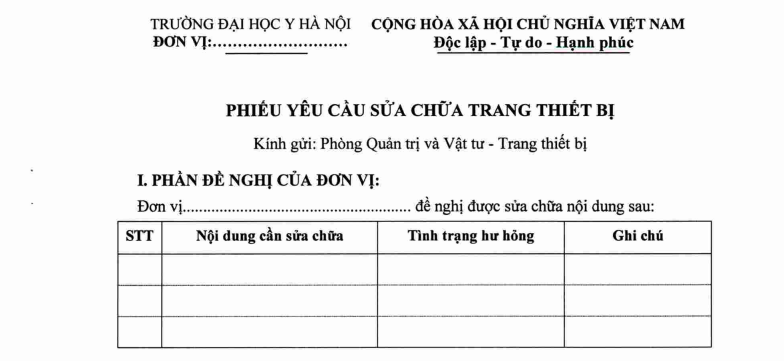 TRƯỜNG ĐẠI HỌC Y HÀ NỘI CỘNG HÒA XÃ HỘI CHỦ NGHĨA VIỆT NAM
ĐƠN VỊ:........................... Độc lập - Tự do - Hạnh phúc
PHIẾU YÊU CẦU SỬA CHỮA TRANG THIẾT BỊ
Kính gửi: Phòng Quản trị và Vật tư - Trang thiết bị
I. PHẦN ĐỀ NGHỊ CỦA ĐƠN VỊ:
Đơn vị........................................................ đề nghị được sửa chữa nội dung sau:
STT Nội dung cần sửa chữa Tình trạng hư hỏng Ghi chú